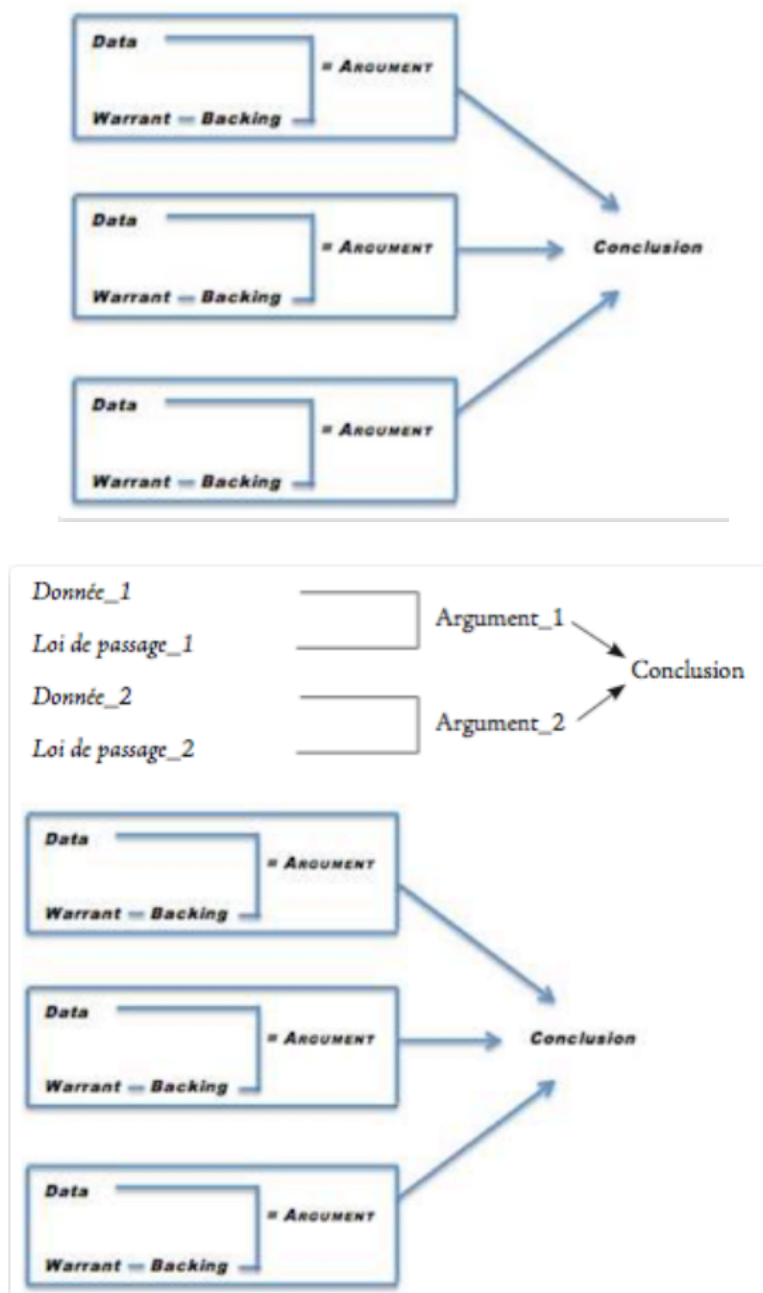 Data
= ARGUMENT
Warrant – Backing
Data
= ARGUMENT
Conclusion
Warrant – Backing
Data
= ARGUMENT
Warrant – Backing
Donnée_1
Argument_1
Loi de passage_1
Conclusion
Donnée_2
Argument_2
Loi de passage_2
Data
= ARGUMENT
Warrant – Backing
Data
= ARGUMENT
Conclusion
Warrant – Backing
Data
= ARGUMENT
Warrant – Backing